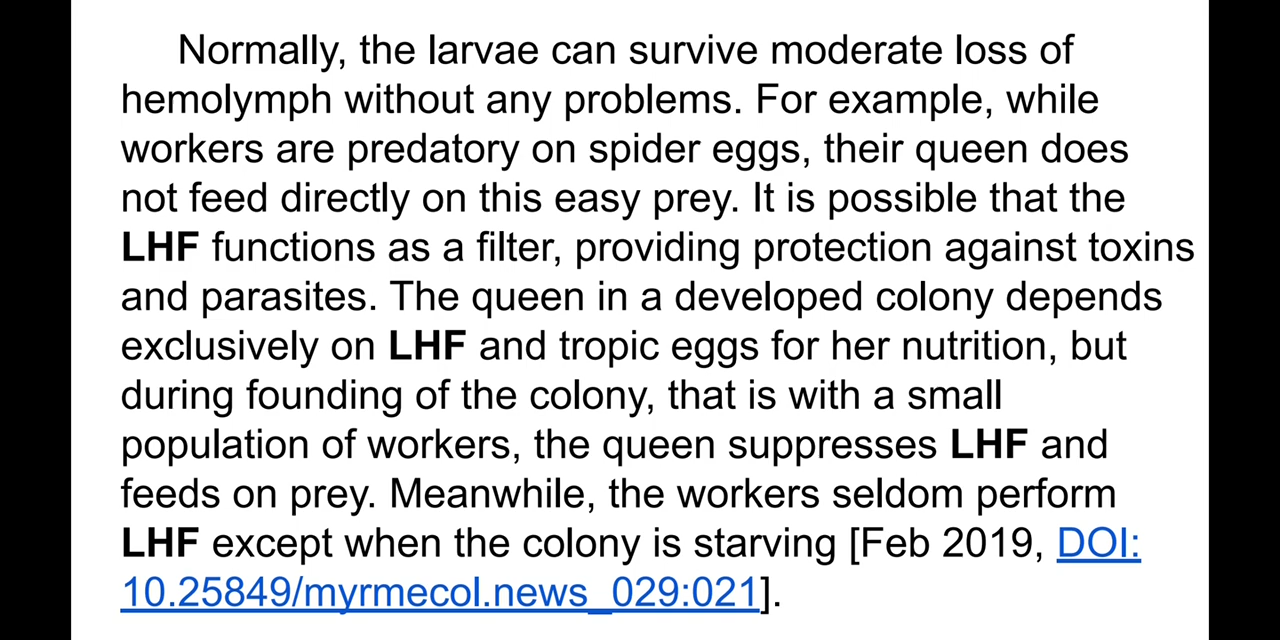 Normally, the larvae can survive moderate loss of
hemolymph without any problems. For example, while
workers are predatory on spider eggs, their queen does
not feed directly on this easy prey. It is possible that the
LHF functions as a filter, providing protection against toxins
and parasites. The queen in a developed colony depends
exclusively on LHF and tropic eggs for her nutrition, but
during founding of the colony, that is with a small
population of workers, the queen suppresses LHF and
feeds on prey. Meanwhile, the workers seldom perform
LHF except when the colony is starving [Feb 2019, DOI:
10.25849/myrmecol.news_029:021].